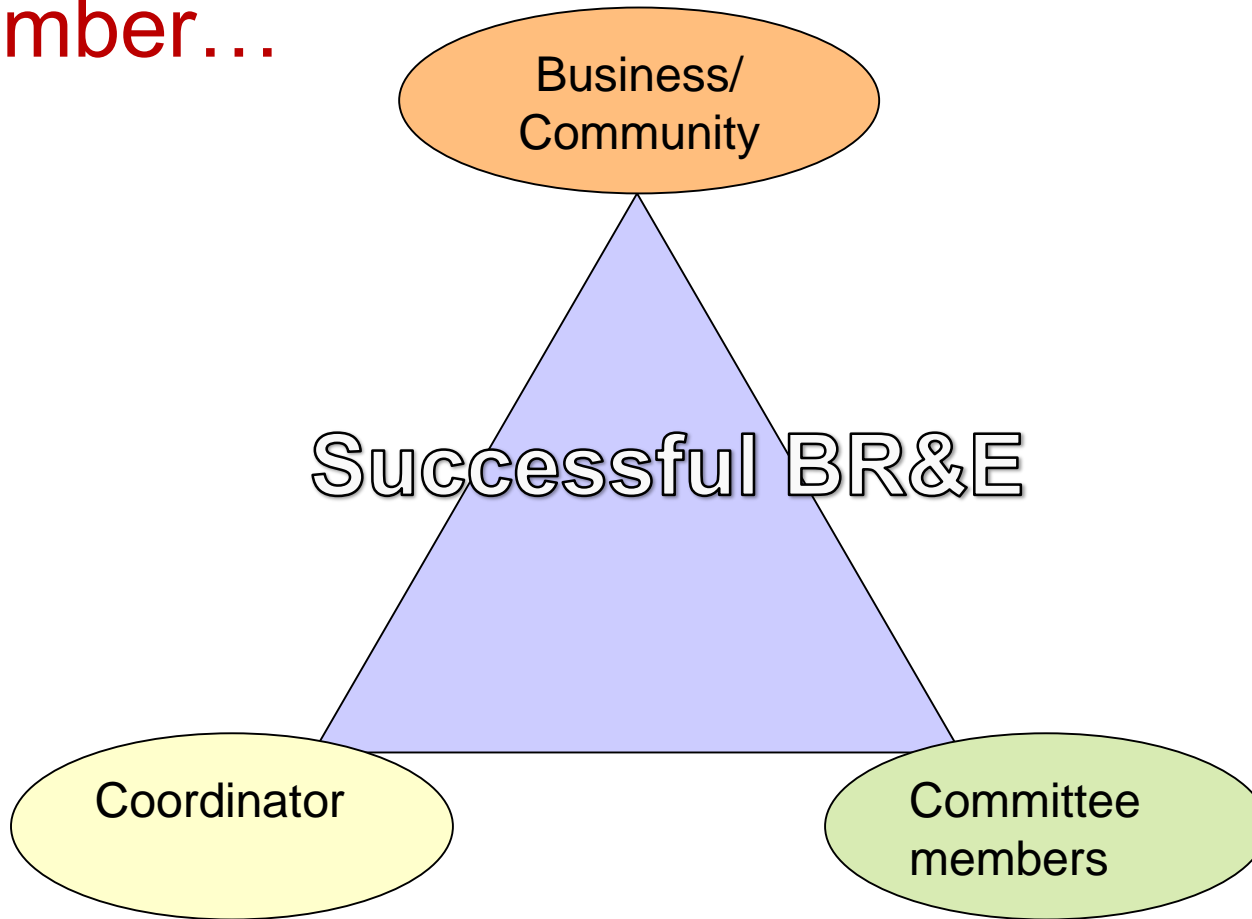 mber…
Business/
Community
Successful BR&E
Coordinator
Committee
members